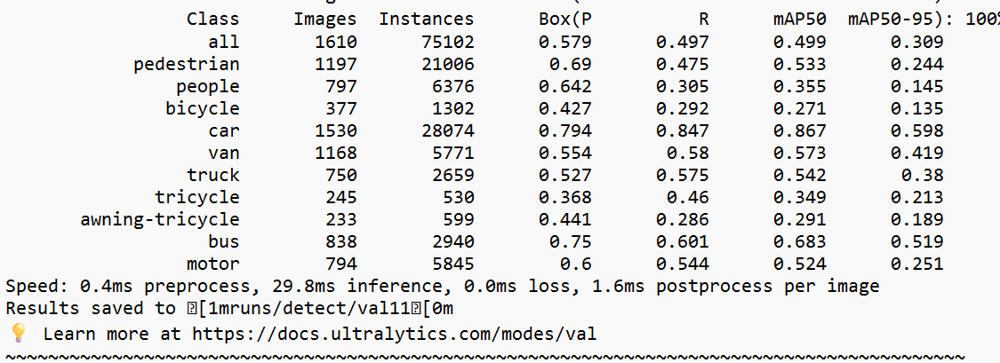 Class Images Instances Box(P R mAP50 mAP50-95): 100%
all 1610 75102 0.579 0.497 0.499 0.309
pedestrian 1197 21006 0.69 0.475 0.533 0.244
people 797 6376 0.642 0.305 0.355 0.145
bicycle 377 1302 0.427 0.292 0.271 0.135
car 1530 28074 0.794 0.847 0.867 0.598
van 1168 5771 0.554 0.58 0.573 0.419
truck 750 2659 0.527 0.575 0.542 0.38
tricycle 245 530 0.368 0.46 0.349 0.213
awning-tricycle 233 599 0.441 0.286 0.291 0.189
bus 838 2940 0.75 0.601 0.683 0.519
motor 794 5845 0.6 0.544 0.524 0.251
Speed: 0.4ms preprocess, 29.8ms inference, 0.0ms loss, 1.6ms postprocess per image
Results saved to [1mruns/detect/val11[0m
💡 Learn more at https://docs.ultralytics.com/modes/val
~~~~~~~~~~~~~~~~~~~~~~~~~~~~~~~~~~~~~~~~~~~~~~~~~~~~~~~~~~~~~~~~~~~~~~~~~~~~~~~~~~~~~~~~~~